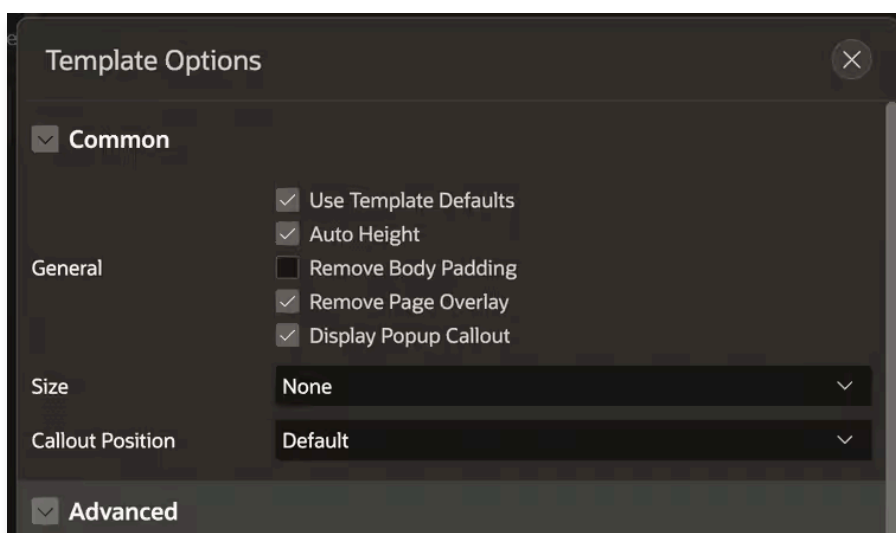 Template Options
Common
Use Template Defaults
Auto Height
General
Remove Body Padding
Remove Page Overlay
Display Popup Callout
Size
None
Callout Position
Default
Advanced